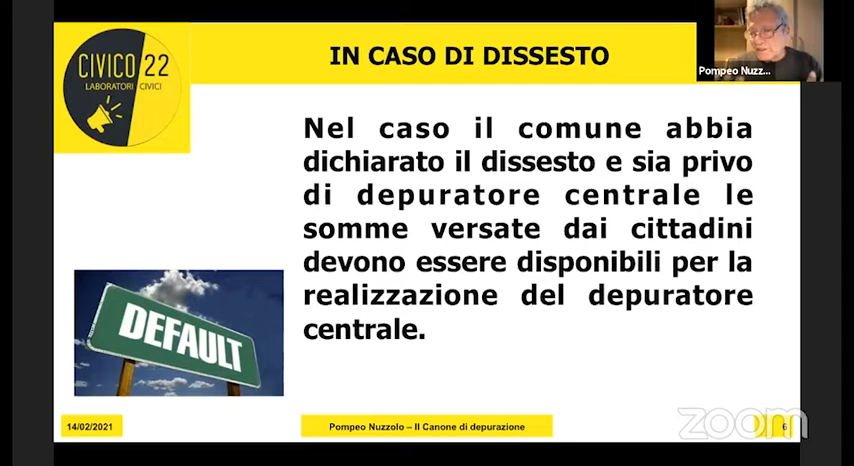 IN CASO DI DISSESTO
Pompeo Nuzz...
CIVICO 22
LABORATORI CIVICI
Nel caso il comune abbia
dichiarato il dissesto e sia privo
di depuratore centrale le
somme versate dai cittadini
devono essere disponibili per la
realizzazione del depuratore
centrale.
DEFAULT
14/02/2021
Pompeo Nuzzolo – Il Canone di depurazione
6
zoom